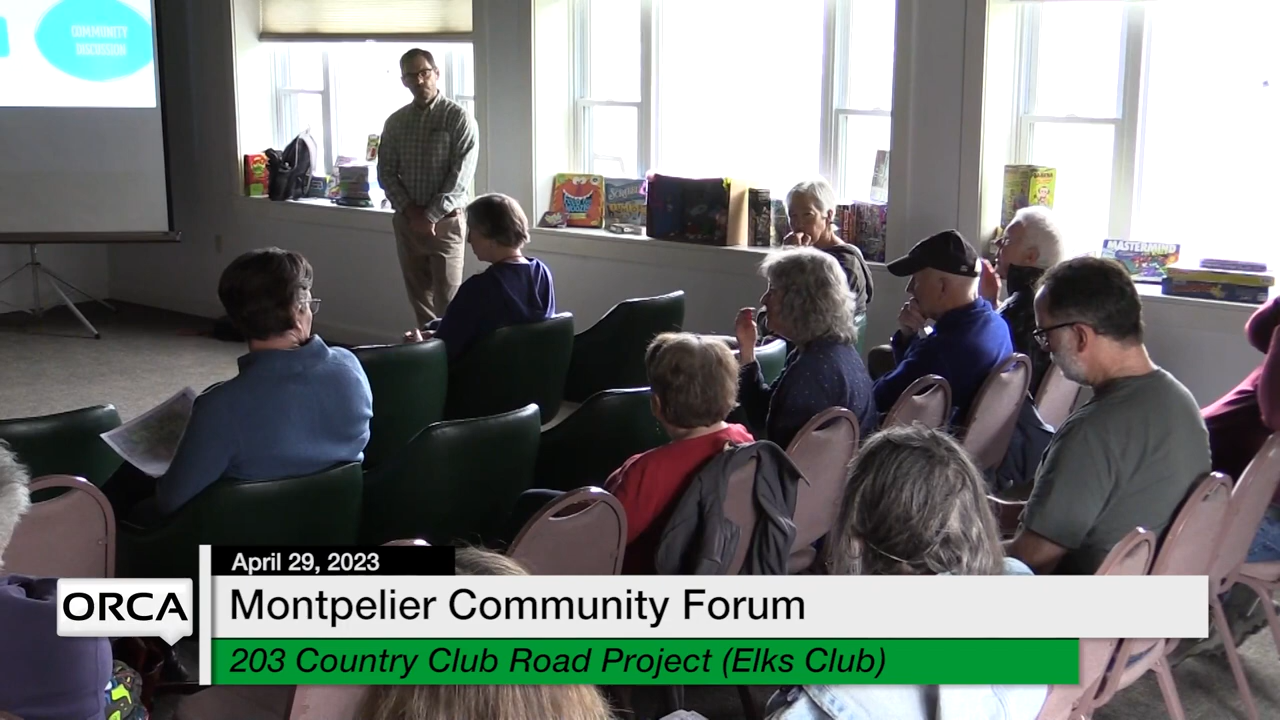 COMMUNITY
DISCUSSION
MASTERMIND
April 29, 2023
ORCA
Montpelier Community Forum
203 Country Club Road Project (Elks Club)